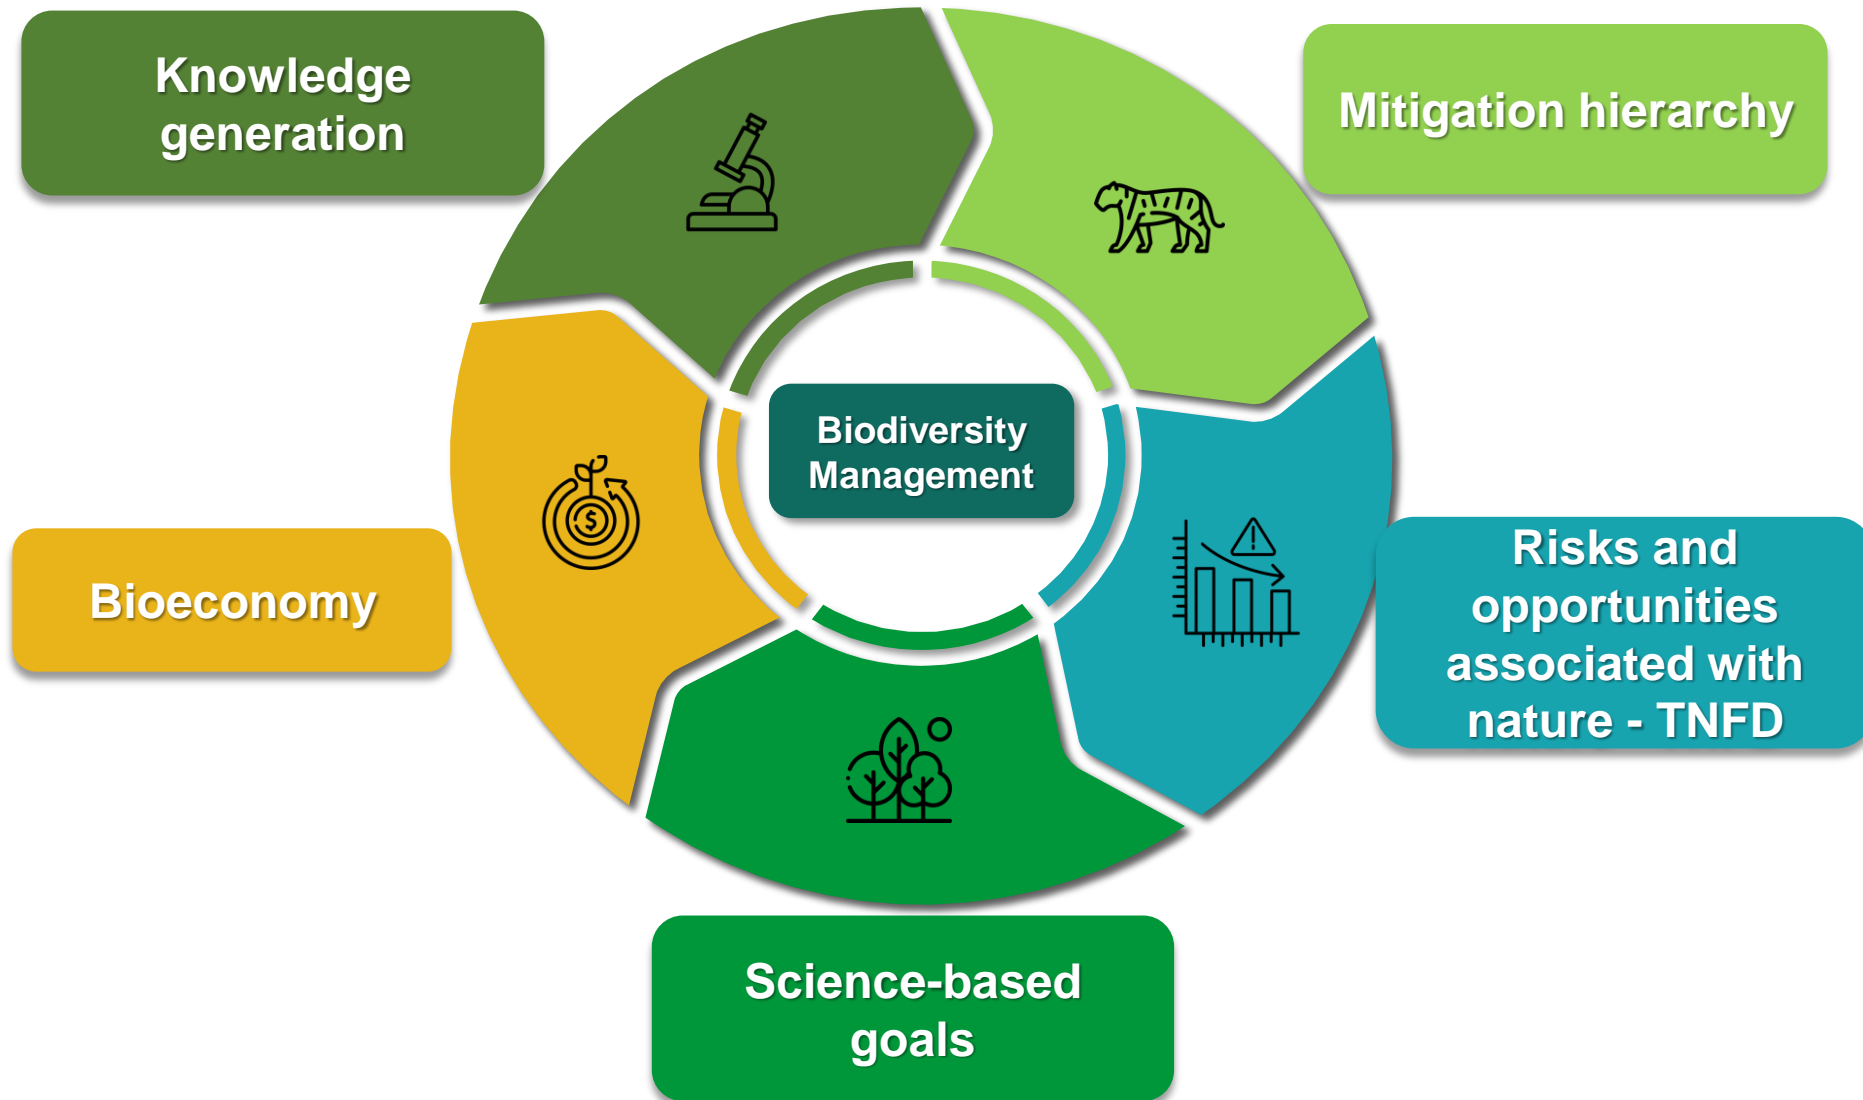 Knowledge
generation
Mitigation hierarchy
Biodiversity
Management
$
Bioeconomy
Risks and
opportunities
associated with
nature - TNFD
Science-based
goals